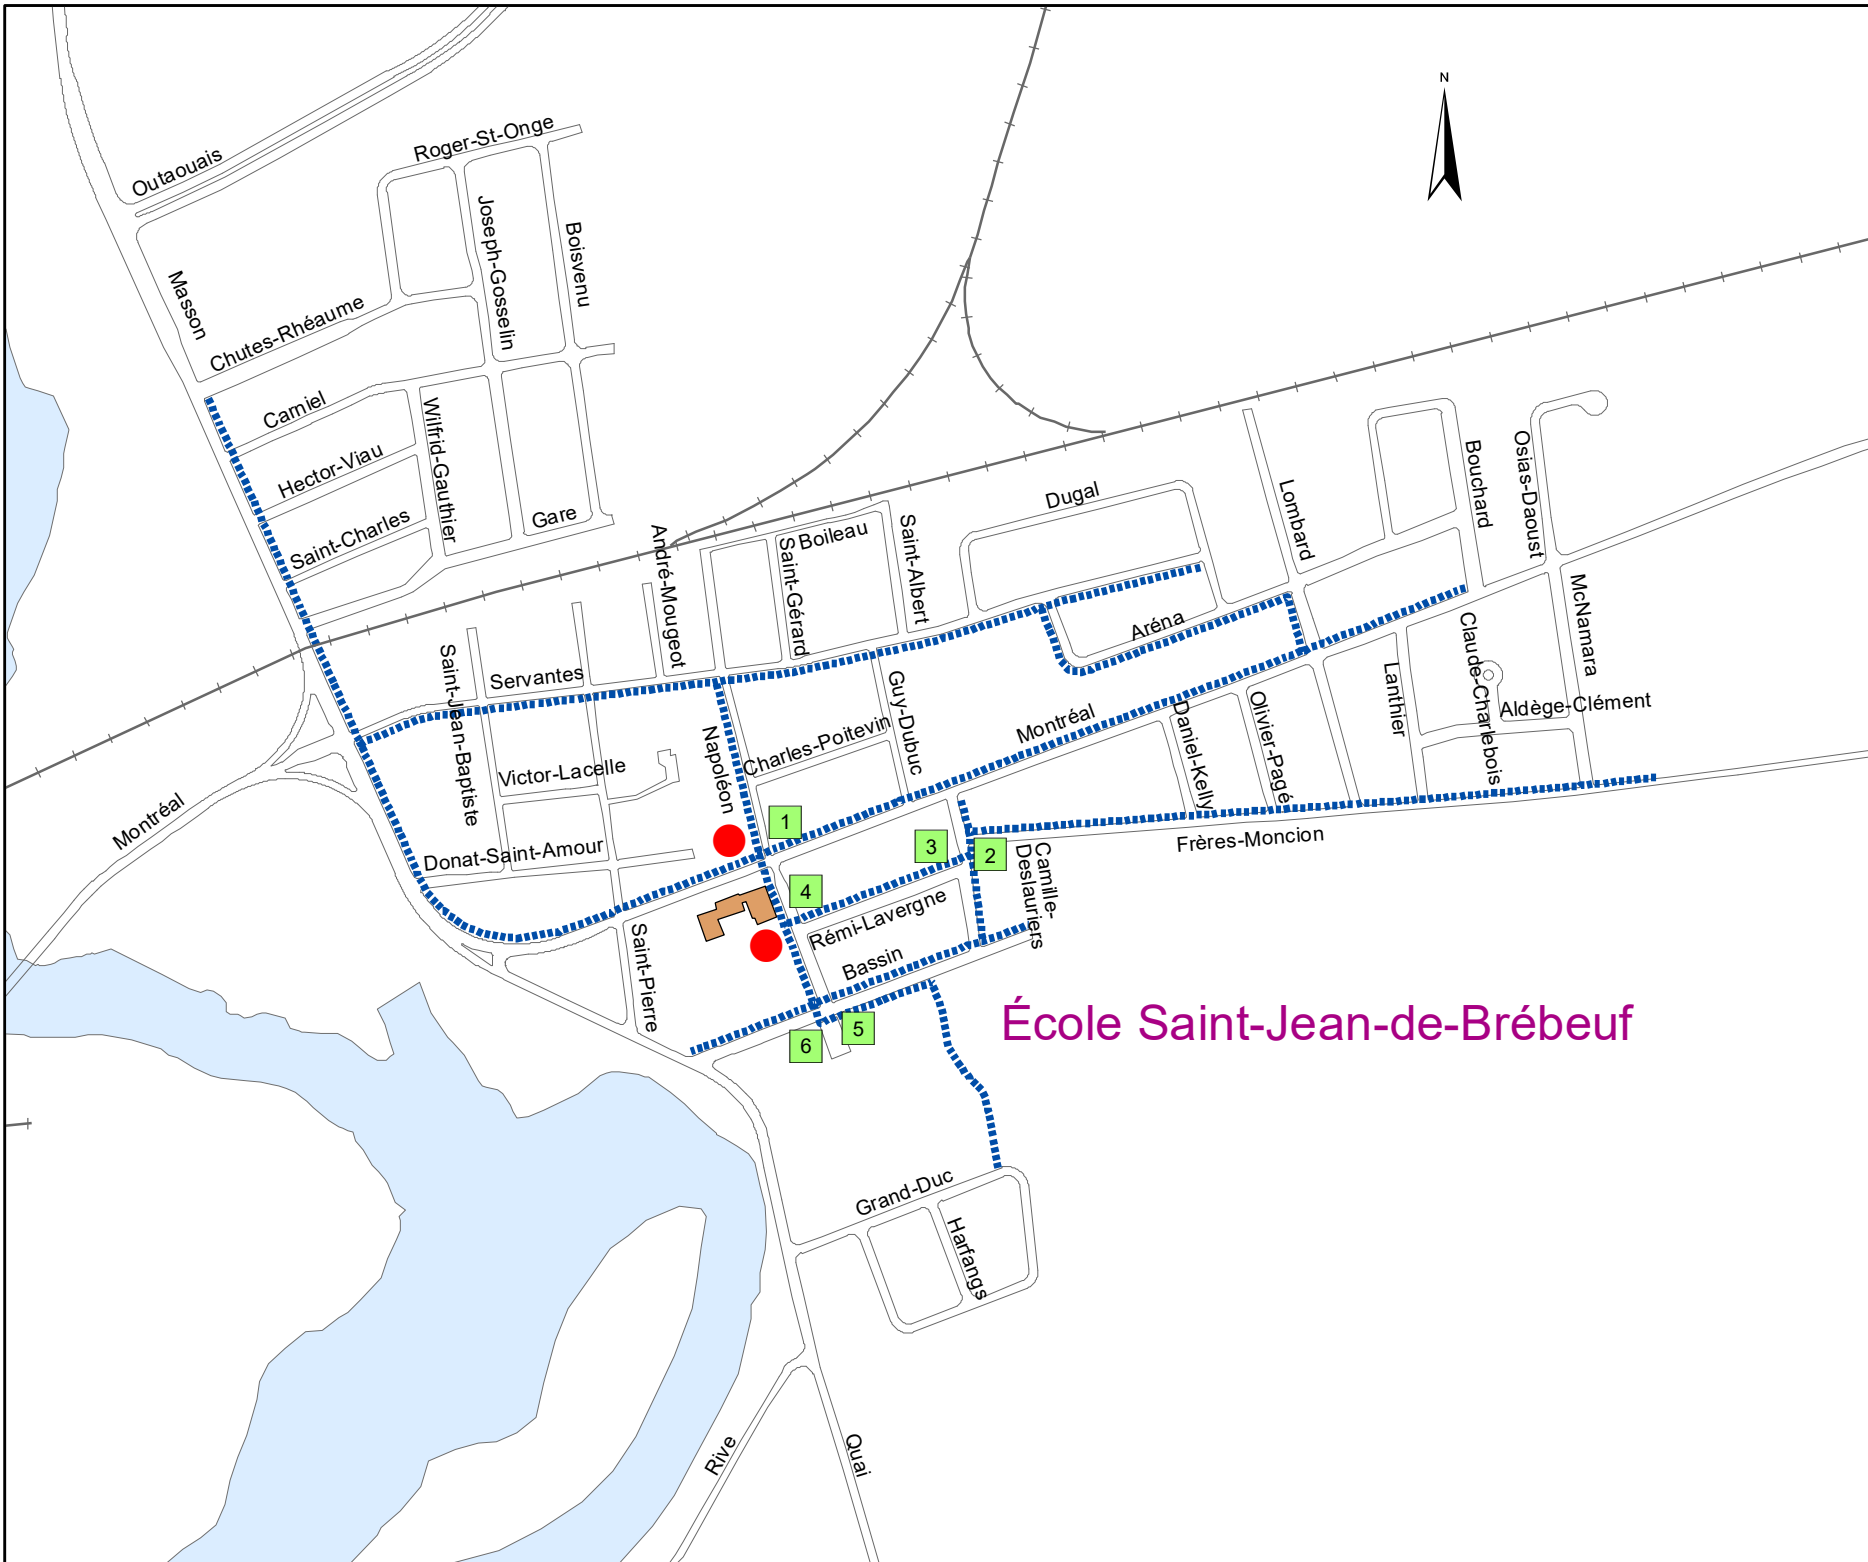 N
Roger-St-Onge
Outaouais
Joseph-Gosselin
Boisvenu
Masson
Chutes-Rhéaume
Camiel
Wilfrid-Gauthier
Hector-Viau
Saint-Charles
Gare
André-Mougeot
Boileau
Saint-Gérard
Saint-Albert
Dugal
Lombard
Bouchard
Osias-Daoust
McNamara
Aréna
Claude-Charlebois
Saint-Jean-Baptiste
Servantes
Guy-Dubuc
Lanthier
Aldège-Clément
Olivier-Pagé
Daniel-Kelly
Montréal
Napoléon
Charles-Poitevin
Victor-Lacelle
Montréal
1
Donat-Saint-Amour
3
2
Frères-Moncion
Camille-
Deslauriers
4
Rémi-Lavergne
Bassin
Saint-Pierre
École Saint-Jean-de-Brébeuf
5
6
Grand-Duc
Harfangs
Rive
Quai